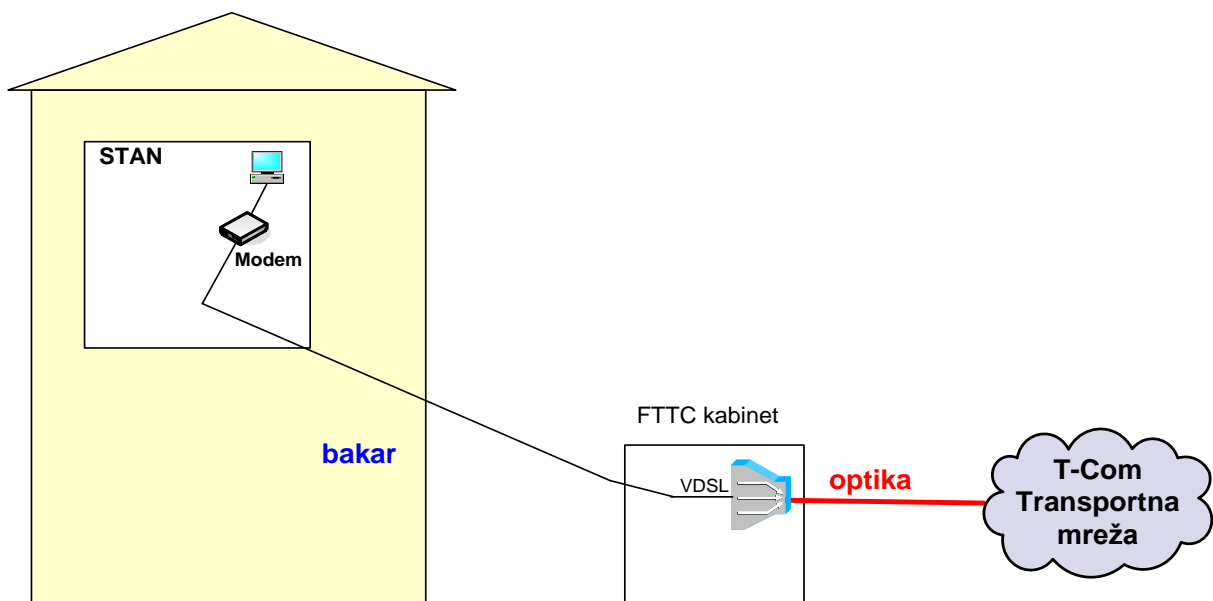 STAN
Modem
bakar
FTTC kabinet
VDSL
optika
T-Com
Transportna
mreža